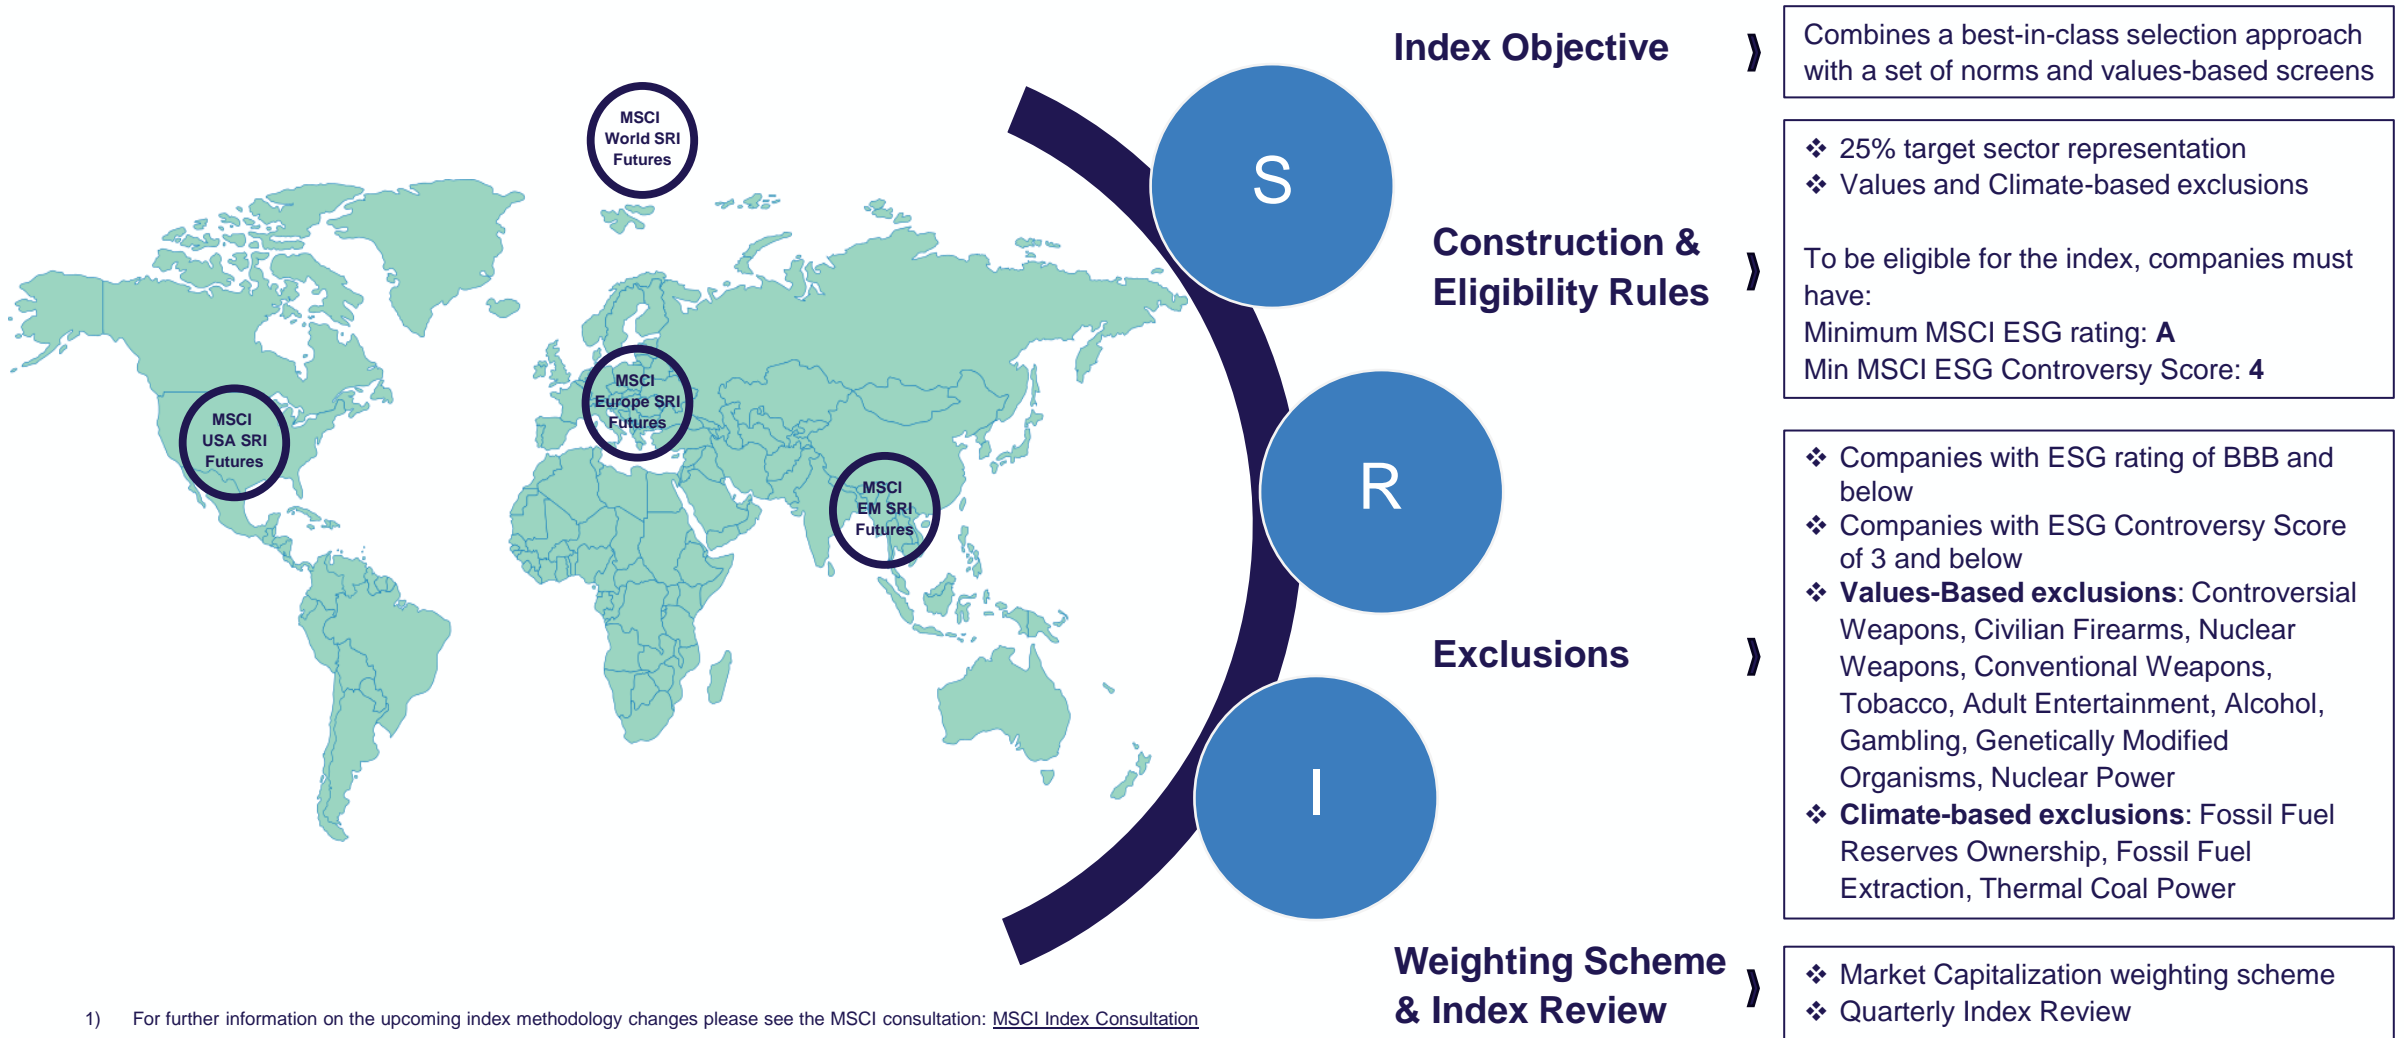 MSCI
World SRI
Futures
MSCI
Europe SRI
Futures
MSCI
USA SRI
Futures
MSCI
EM SRI
Futures
S
R
I
Index Objective
Combines a best-in-class selection approach
with a set of norms and values-based screens
Construction &
Eligibility Rules
❖ 25% target sector representation
❖ Values and Climate-based exclusions
To be eligible for the index, companies must
have:
Minimum MSCI ESG rating: A
Min MSCI ESG Controversy Score: 4
Exclusions
❖ Companies with ESG rating of BBB and
below
❖ Companies with ESG Controversy Score
of 3 and below
❖ Values-Based exclusions: Controversial
Weapons, Civilian Firearms, Nuclear
Weapons, Conventional Weapons,
Tobacco, Adult Entertainment, Alcohol,
Gambling, Genetically Modified
Organisms, Nuclear Power
❖ Climate-based exclusions: Fossil Fuel
Reserves Ownership, Fossil Fuel
Extraction, Thermal Coal Power
Weighting Scheme
& Index Review
❖ Market Capitalization weighting scheme
❖ Quarterly Index Review
1) For further information on the upcoming index methodology changes please see the MSCI consultation: MSCI Index Consultation